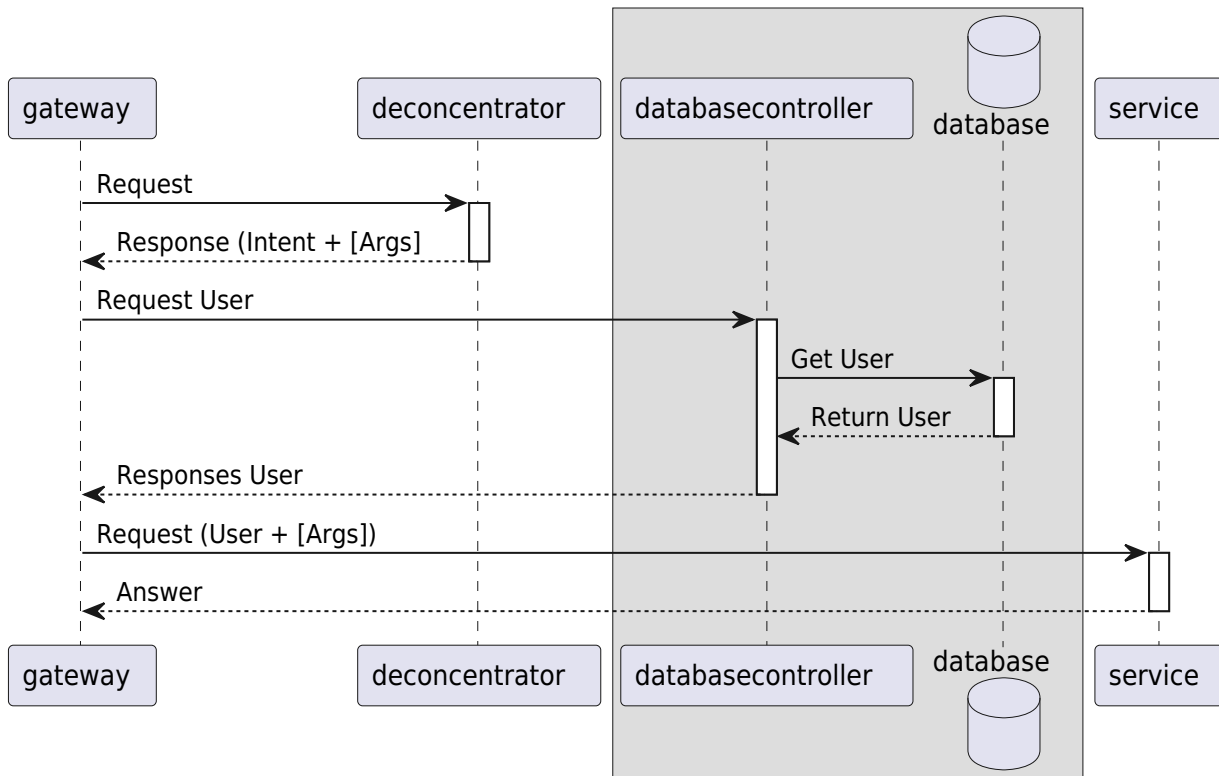 gateway
deconcentrator
databasecontroller
database
service
Request
Response (Intent + [Args]
Request User
Get User
Return User
Responses User
Request (User + [Args])
Answer
gateway
deconcentrator
databasecontroller
database
service